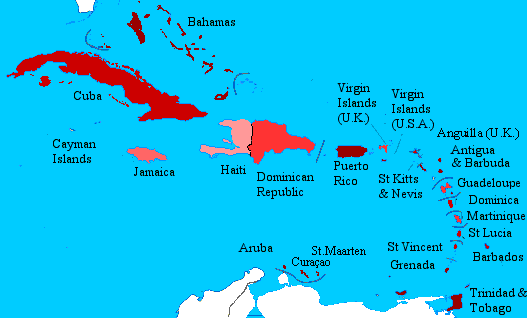 Bahamas
Cuba
Virgin
Islands
(U.K.)
Virgin
Islands
(U.S.A.)
Cayman
Islands
Jamaica
Haiti
Dominican
Republic
Puerto
Rico
Anguilla (U.K.)
Antigua
& Barbuda
St Kitts
& Nevis
Guadeloupe
Dominica
Martinique
St Lucia
St Vincent
Barbados
Grenada
Aruba
St.Maarten
Curaçao
Trinidad &
Tobago